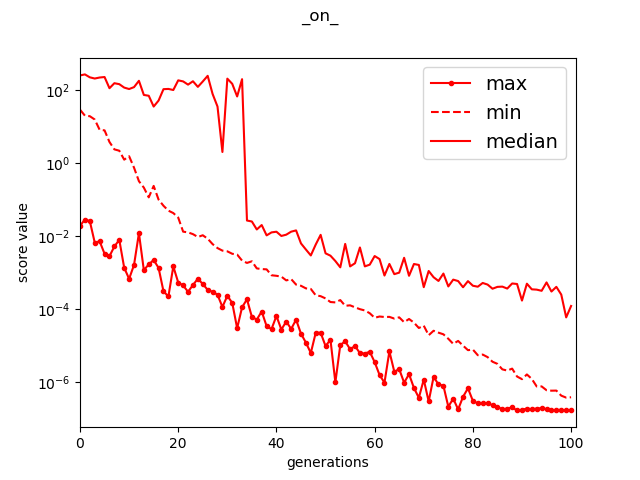 _on_
max
min
median
score value
10²
10⁰
10⁻²
10⁻⁴
10⁻⁶
0 20 40 60 80 100
generations